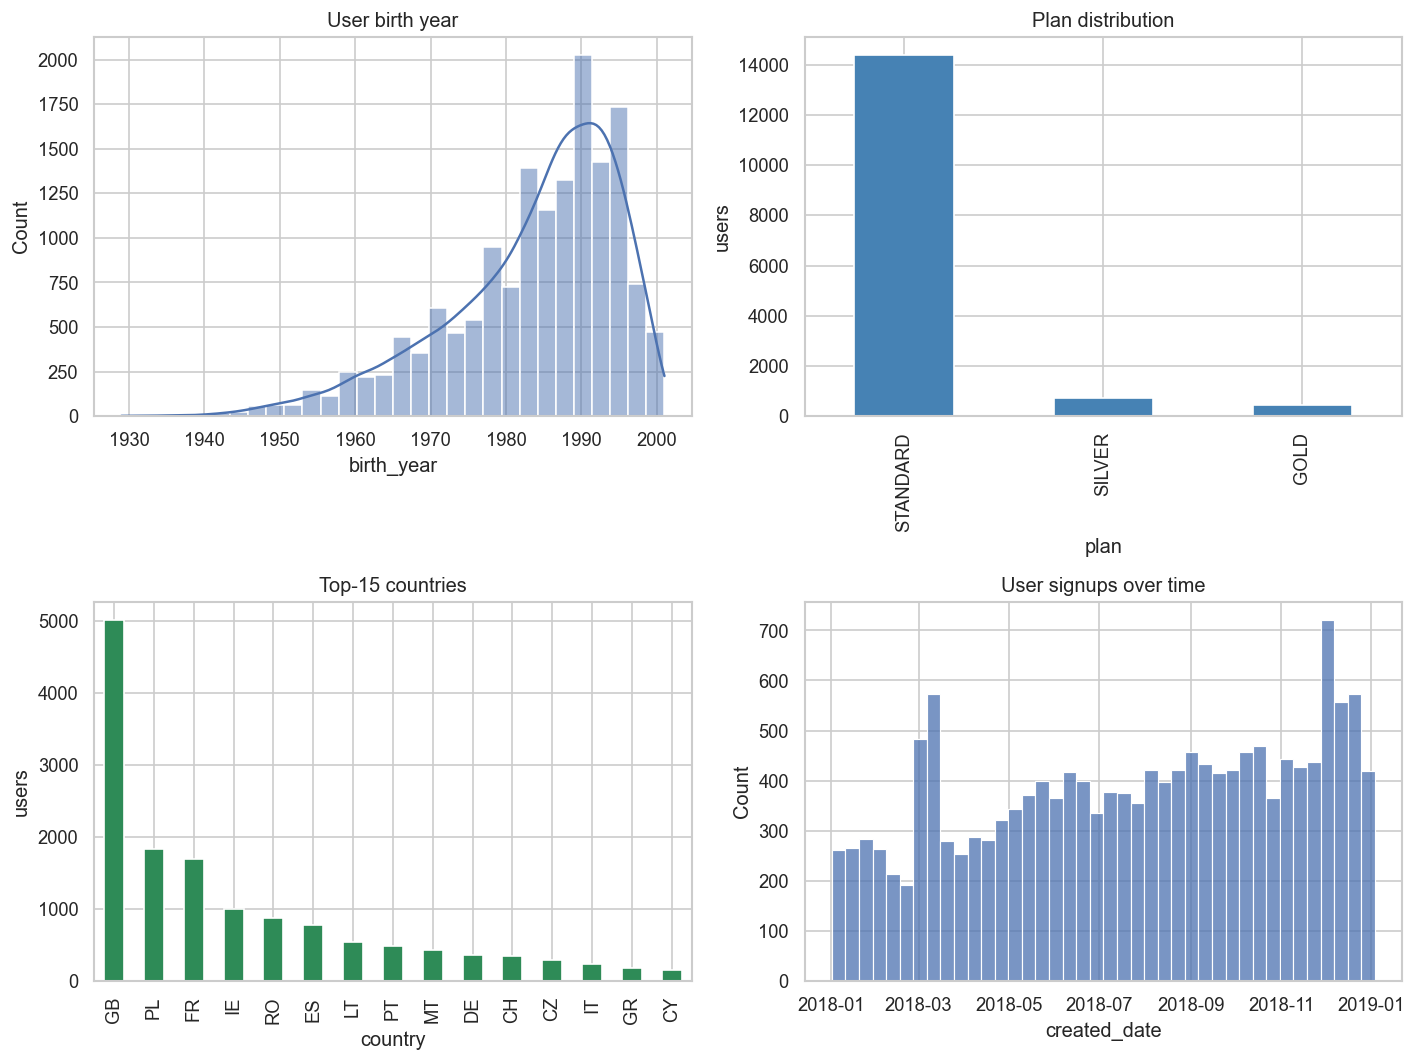 User birth year
2000
1750
1500
1250
1000
750
500
250
0
Count
1930 1940 1950 1960 1970 1980 1990 2000
birth_year
Plan distribution
14000
12000
10000
8000
6000
4000
2000
0
users
STANDARD SILVER GOLD
plan
Top-15 countries
5000
4000
3000
2000
1000
0
users
GB PL FR IE RO ES LT PT MT DE CH CZ IT GR CY
country
User signups over time
700
600
500
400
300
200
100
0
Count
2018-01 2018-03 2018-05 2018-07 2018-09 2018-11 2019-01
created_date